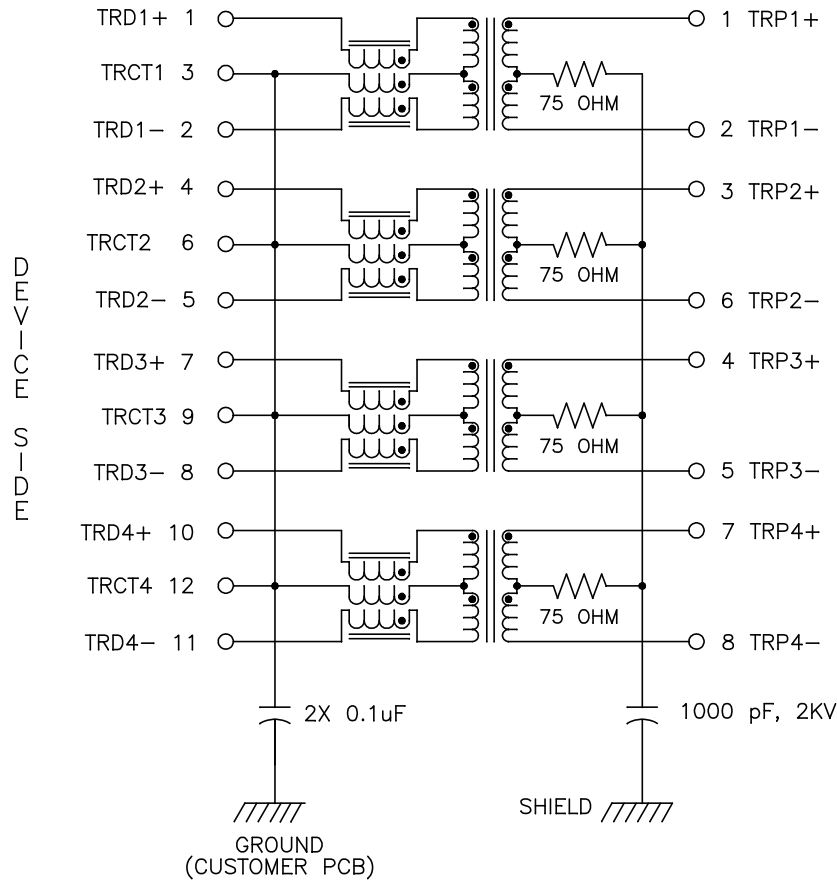 TRD1+ 1
1 TRP1+
TRCT1 3
75 OHM
TRD1- 2
2 TRP1-
TRD2+ 4
3 TRP2+
TRCT2 6
75 OHM
TRD2- 5
6 TRP2-
TRD3+ 7
4 TRP3+
TRCT3 9
75 OHM
TRD3- 8
5 TRP3-
TRD4+ 10
7 TRP4+
TRCT4 12
75 OHM
TRD4- 11
8 TRP4-
DEVICE SIDE
2X 0.1uF
1000 pF, 2KV
SHIELD
GROUND
(CUSTOMER PCB)